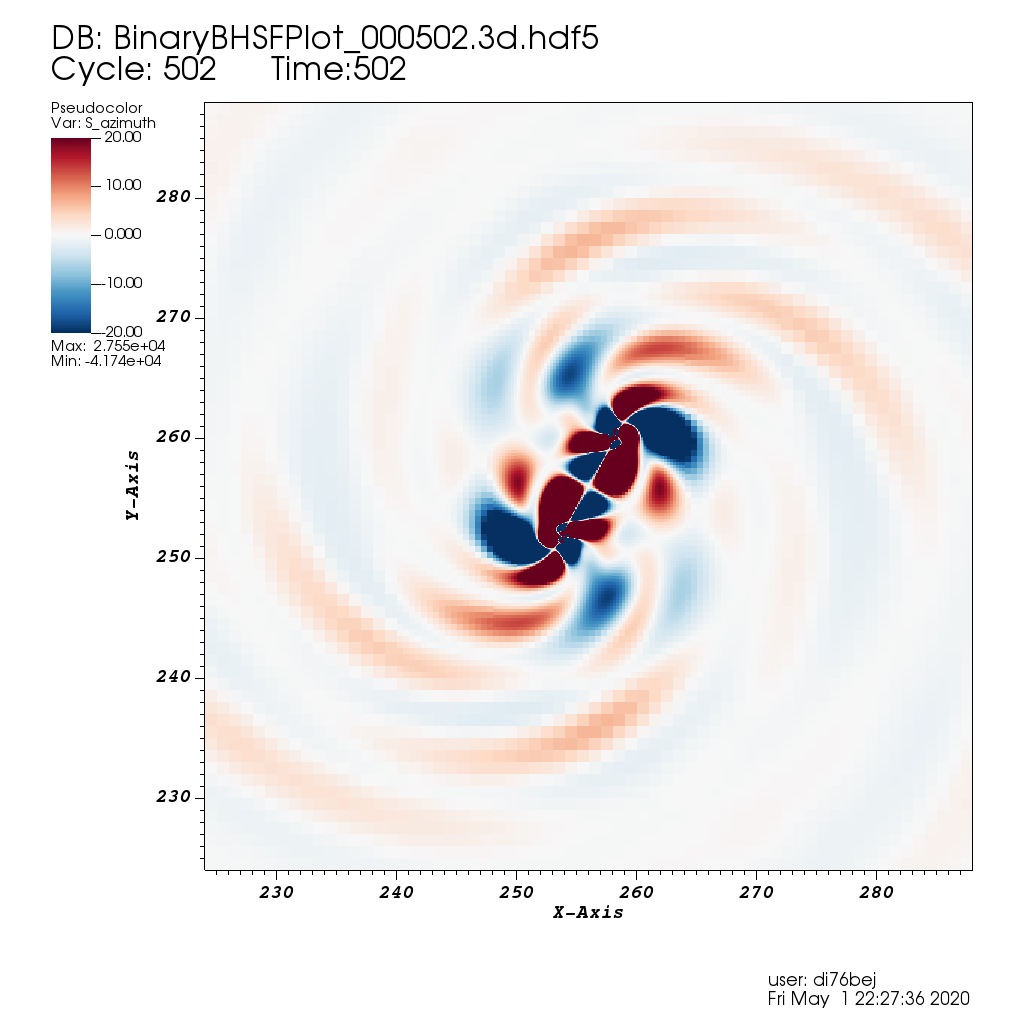 DB: BinaryBHSFPlot_000502.3d.hdf5
Cycle: 502 Time:502
Pseudocolor
Var: S_azimuth
20.00
10.00
0.000
-10.00
-20.00
Max: 2.755e+04
Min: -4.174e+04
280
270
260
250
240
230
Y-Axis
230 240 250 260 270 280
X-Axis
user: di76bej
Fri May 1 22:27:36 2020